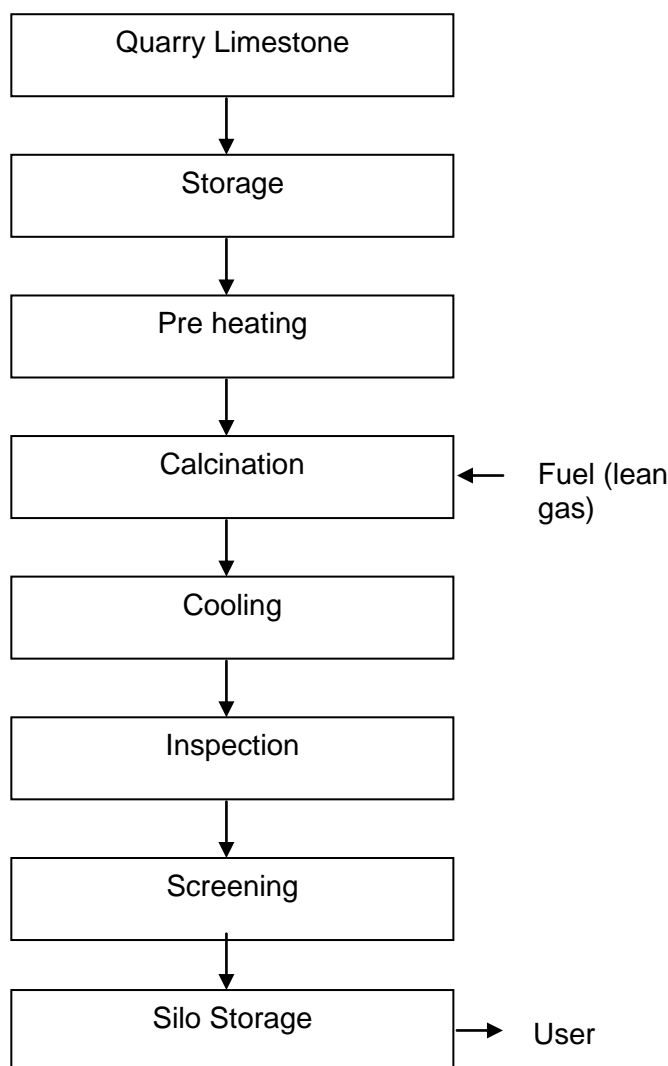 Quarry Limestone
Storage
Pre heating
Calcination
Fuel (lean
gas)
Cooling
Inspection
Screening
Silo Storage
User